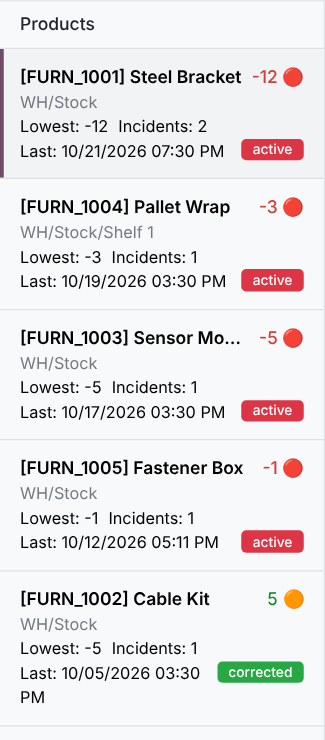 Products
[FURN_1001] Steel Bracket -12
WH/Stock
Lowest: -12 Incidents: 2
Last: 10/21/2026 07:30 PM active
[FURN_1004] Pallet Wrap -3
WH/Stock/Shelf 1
Lowest: -3 Incidents: 1
Last: 10/19/2026 03:30 PM active
[FURN_1003] Sensor Mo... -5
WH/Stock
Lowest: -5 Incidents: 1
Last: 10/17/2026 03:30 PM active
[FURN_1005] Fastener Box -1
WH/Stock
Lowest: -1 Incidents: 1
Last: 10/12/2026 05:11 PM active
[FURN_1002] Cable Kit 5
WH/Stock
Lowest: -5 Incidents: 1
Last: 10/05/2026 03:30 corrected
PM